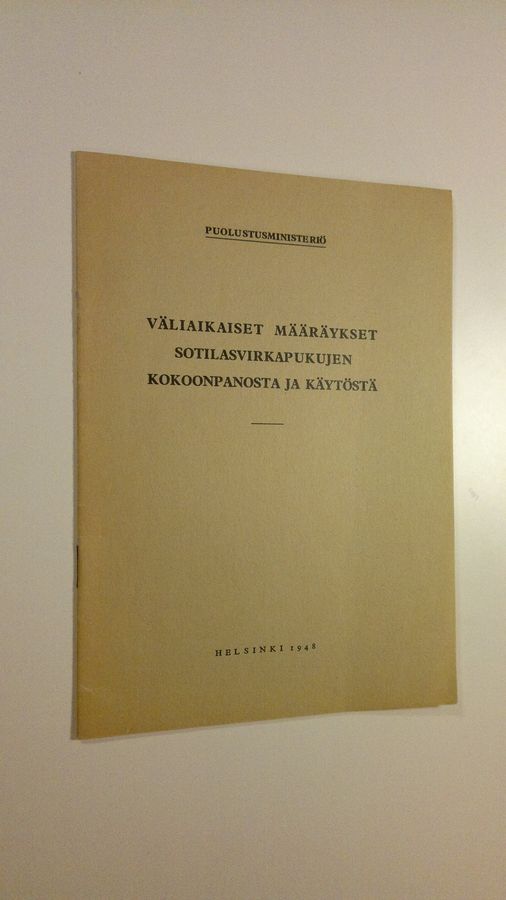 PUOLUSTUSMINISTERIÖ
VÄLIAIKAISET MÄÄRÄYKSET
SOTILASVIRKAPUKUJEN
KOKOONPANOSTA JA KÄYTÖSTÄ
HELSINKI 1948